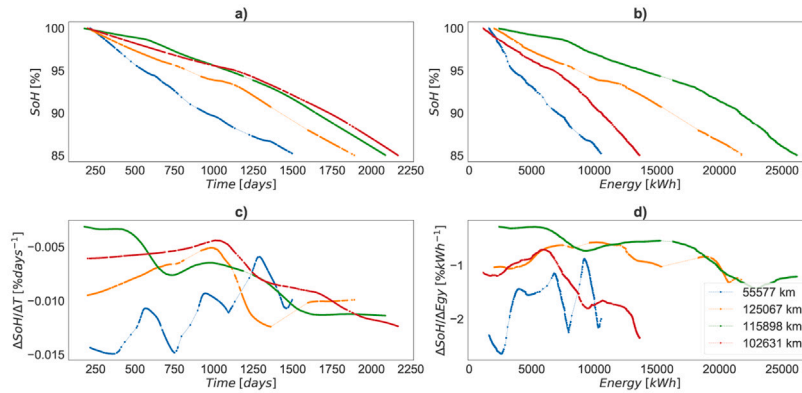 a)
b)
100
95
90
85
SoH [%]
250 500 750 1000 1250 1500 1750 2000 2250
Time [days]
100
95
90
85
SoH [%]
0 5000 10000 15000 20000 25000
Energy [kWh]
c)
d)
−0.005
−0.010
−0.015
ΔSoH/ΔT [%days⁻¹]
250 500 750 1000 1250 1500 1750 2000 2250
Time [days]
−1
−2
ΔSoH/ΔEgy [%kWh⁻¹]
55577 km
125067 km
115898 km
102631 km
0 5000 10000 15000 20000 25000
Energy [kWh]